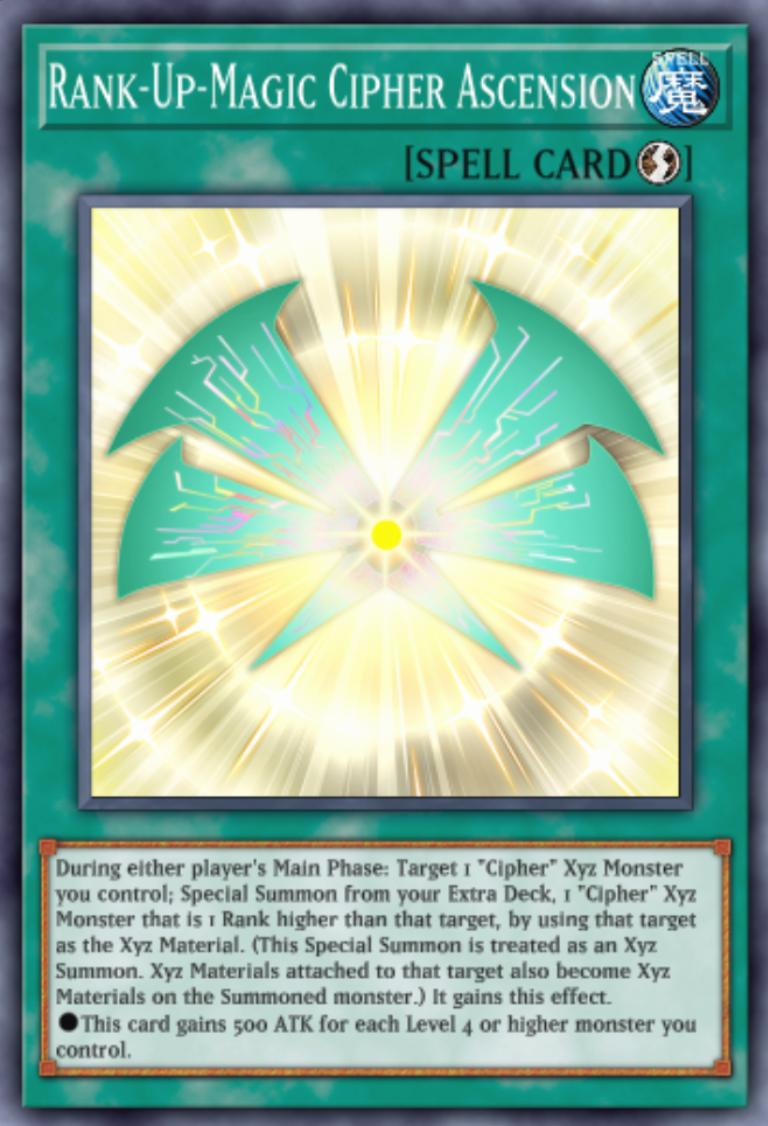 RANK-UP-MAGIC CIPHER ASCENSION
SPELL
魔
[SPELL CARD]
During either player's Main Phase: Target 1 "Cipher" Xyz Monster
you control; Special Summon from your Extra Deck, 1 "Cipher" Xyz
Monster that is 1 Rank higher than that target, by using that target
as the Xyz Material. (This Special Summon is treated as an Xyz
Summon. Xyz Materials attached to that target also become Xyz
Materials on the Summoned monster.) It gains this effect.
●This card gains 500 ATK for each Level 4 or higher monster you
control.